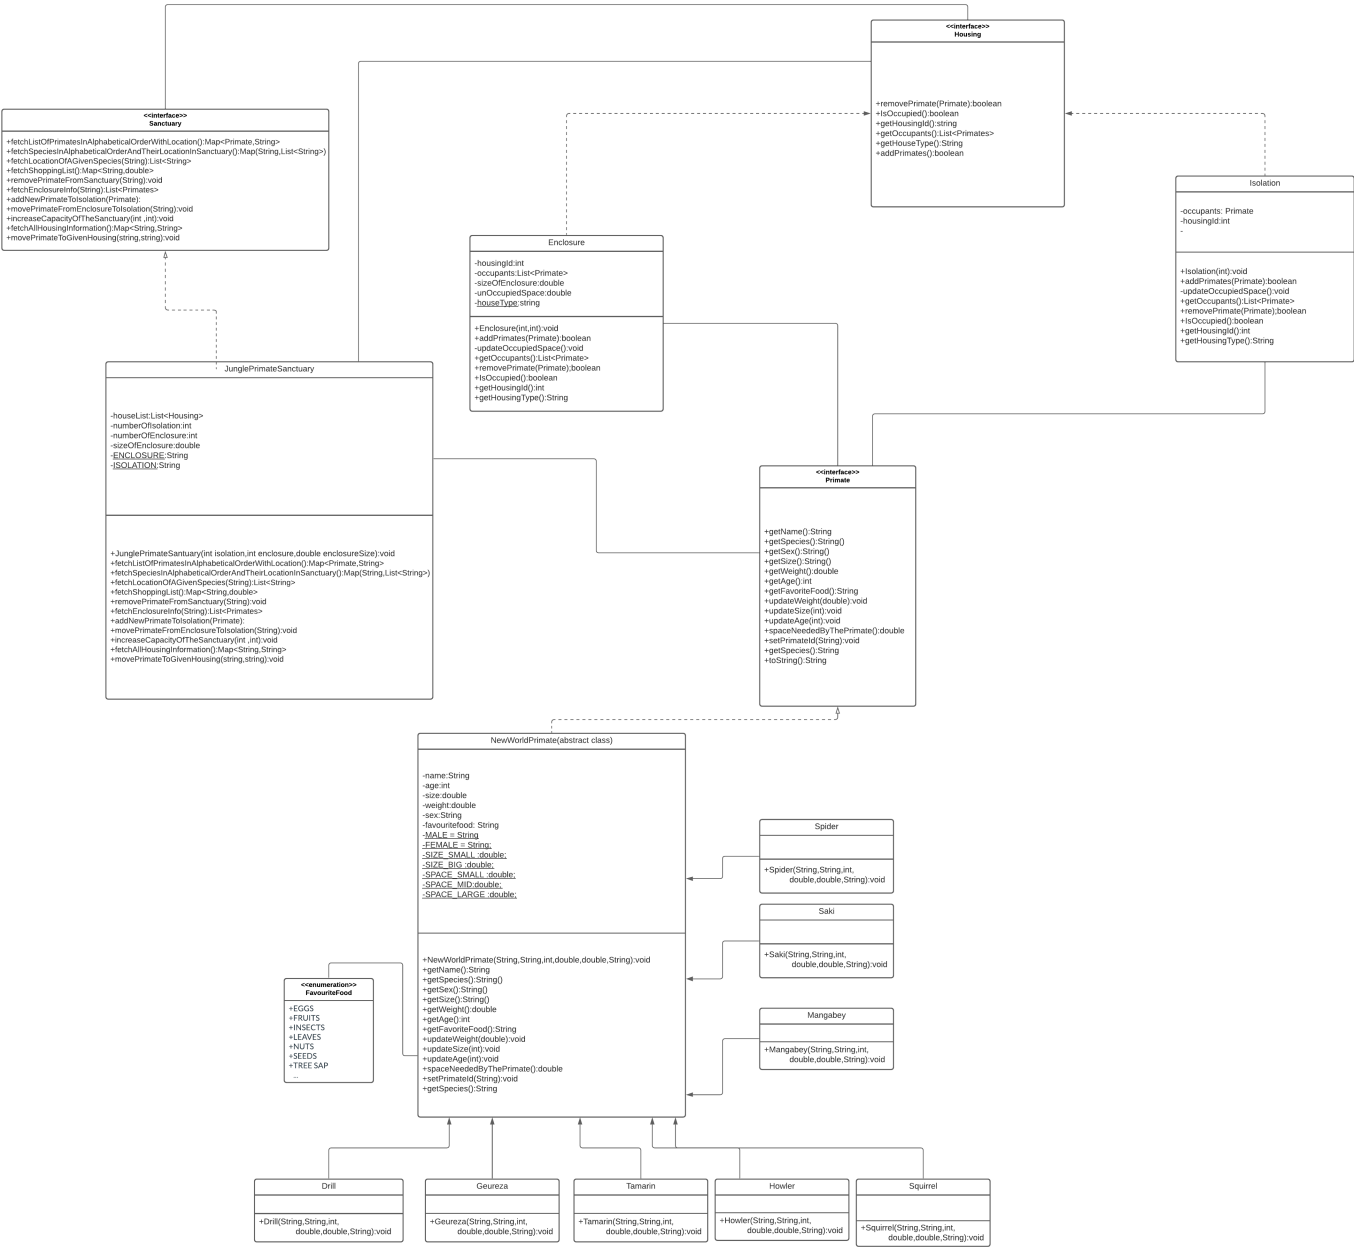 <<interface>>
Housing
+removePrimate(Primate):boolean
+IsOccupied():boolean
+getHousingId():string
+getOccupants():List<Primates>
+getHouseType():String
+addPrimates():boolean
<<interface>>
Sanctuary
+fetchListOfPrimatesInAlphabeticalOrderWithLocation():Map<Primate,String>
+fetchSpeciesInAlphabeticalOrderAndTheirLocationInSanctuary():Map(String,List<String>)
+fetchLocationOfAGivenSpecies(String):List<String>
+fetchShoppingList():Map<String,double>
+removePrimateFromSanctuary(String):void
+fetchEnclosureInfo(String):List<Primates>
+addNewPrimateToIsolation(Primate):
+movePrimateFromEnclosureToIsolation(String):void
+increaseCapacityOfTheSanctuary(int ,int):void
+fetchAllHousingInformation():Map<String,String>
+movePrimateToGivenHousing(string,string):void
Isolation
-occupants: Primate
-housingId:int
-
+Isolation(int):void
+addPrimates(Primate):boolean
-updateOccupiedSpace():void
+getOccupants():List<Primate>
+removePrimate(Primate);boolean
+IsOccupied():boolean
+getHousingId():int
+getHousingType():String
Enclosure
-housingId:int
-occupants:List<Primate>
-sizeOfEnclosure:double
-unOccupiedSpace:double
-houseType:string
+Enclosure(int,int):void
+addPrimates(Primate):boolean
-updateOccupiedSpace():void
+getOccupants():List<Primate>
+removePrimate(Primate);boolean
+IsOccupied():boolean
+getHousingId():int
+getHousingType():String
JunglePrimateSanctuary
-houseList:List<Housing>
-numberOfIsolation:int
-numberOfEnclosure:int
-sizeOfEnclosure:double
-ENCLOSURE:String
-ISOLATION:String
+JunglePrimateSantuary(int isolation,int enclosure,double enclosureSize):void
+fetchListOfPrimatesInAlphabeticalOrderWithLocation():Map<Primate,String>
+fetchSpeciesInAlphabeticalOrderAndTheirLocationInSanctuary():Map(String,List<String>)
+fetchLocationOfAGivenSpecies(String):List<String>
+fetchShoppingList():Map<String,double>
+removePrimateFromSanctuary(String):void
+fetchEnclosureInfo(String):List<Primates>
+addNewPrimateToIsolation(Primate):
+movePrimateFromEnclosureToIsolation(String):void
+increaseCapacityOfTheSanctuary(int ,int):void
+fetchAllHousingInformation():Map<String,String>
+movePrimateToGivenHousing(string,string):void
<<interface>>
Primate
+getName():String
+getSpecies():String()
+getSex():String()
+getSize():String()
+getWeight():double
+getAge():int
+getFavoriteFood():String
+updateWeight(double):void
+updateSize(int):void
+updateAge(int):void
+spaceNeededByThePrimate():double
+setPrimateId(String):void
+getSpecies():String
+toString():String
NewWorldPrimate(abstract class)
-name:String
-age:int
-size:double
-weight:double
-sex:String
-favouritefood: String
-MALE = String
-FEMALE = String;
-SIZE_SMALL :double;
-SIZE_BIG :double;
-SPACE_SMALL :double;
-SPACE_MID:double;
-SPACE_LARGE :double;
+NewWorldPrimate(String,String,int,double,double,String):void
+getName():String
+getSpecies():String()
+getSex():String()
+getSize():String()
+getWeight():double
+getAge():int
+getFavoriteFood():String
+updateWeight(double):void
+updateSize(int):void
+updateAge(int):void
+spaceNeededByThePrimate():double
+setPrimateId(String):void
+getSpecies():String
Spider
+Spider(String,String,int,
double,double,String):void
Saki
+Saki(String,String,int,
double,double,String):void
Mangabey
+Mangabey(String,String,int,
double,double,String):void
<<enumeration>>
FavouriteFood
+EGGS
+FRUITS
+INSECTS
+LEAVES
+NUTS
+SEEDS
+TREE SAP
...
Drill
+Drill(String,String,int,
double,double,String):void
Geureza
+Geureza(String,String,int,
double,double,String):void
Tamarin
+Tamarin(String,String,int,
double,double,String):void
Howler
+Howler(String,String,int,
double,double,String):void
Squirrel
+Squirrel(String,String,int,
double,double,String):void